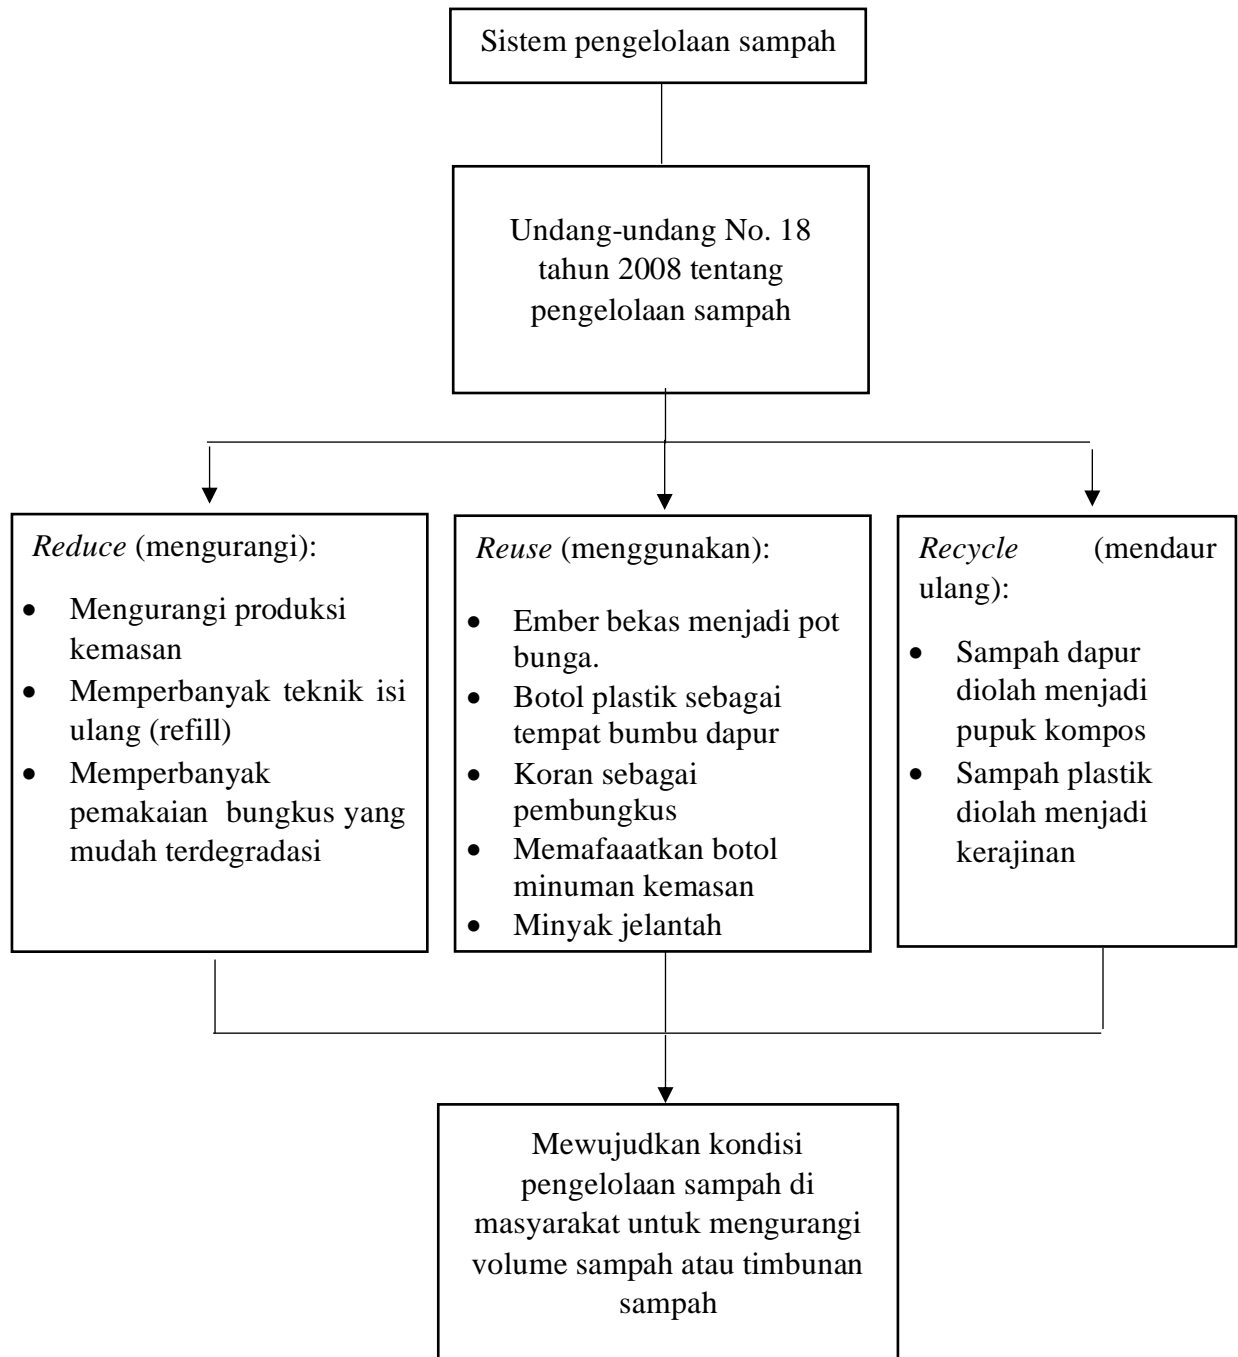 Sistem pengelolaan sampah
Undang-undang No. 18
tahun 2008 tentang
pengelolaan sampah
Reduce (mengurangi):
• Mengurangi produksi
kemasan
• Memperbanyak teknik isi
ulang (refill)
• Memperbanyak
pemakaian bungkus yang
mudah terdegradasi
Reuse (menggunakan):
• Ember bekas menjadi pot
bunga.
• Botol plastik sebagai
tempat bumbu dapur
• Koran sebagai
pembungkus
• Memafaaatkan botol
minuman kemasan
• Minyak jelantah
Recycle (mendaur
ulang):
• Sampah dapur
diolah menjadi
pupuk kompos
• Sampah plastik
diolah menjadi
kerajinan
Mewujudkan kondisi
pengelolaan sampah di
masyarakat untuk mengurangi
volume sampah atau timbunan
sampah